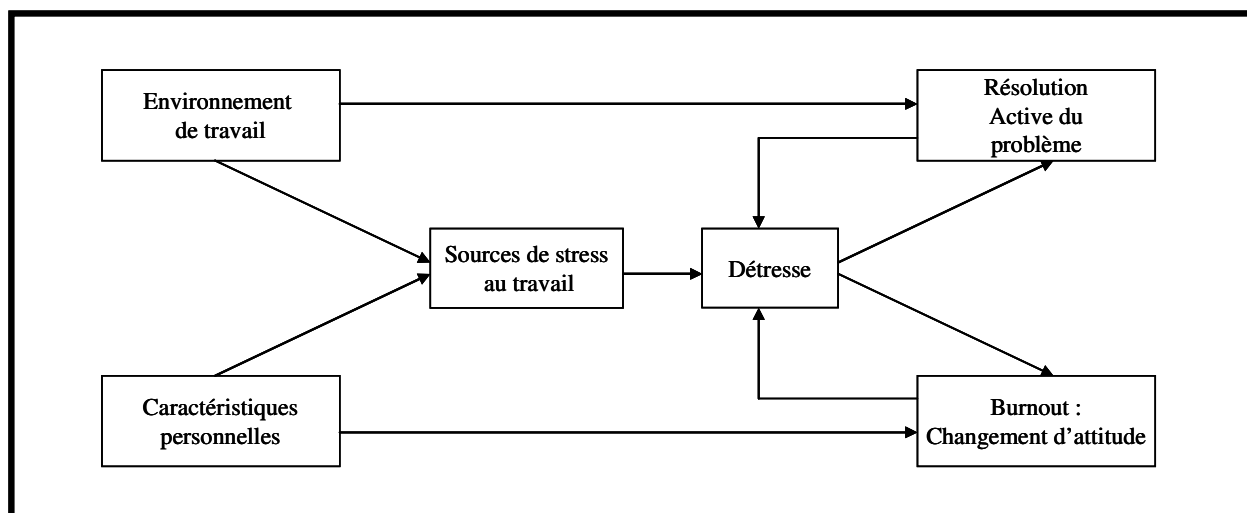 Environnement
de travail
Résolution
Active du
problème
Sources de stress
au travail
Détresse
Caractéristiques
personnelles
Burnout :
Changement d'attitude